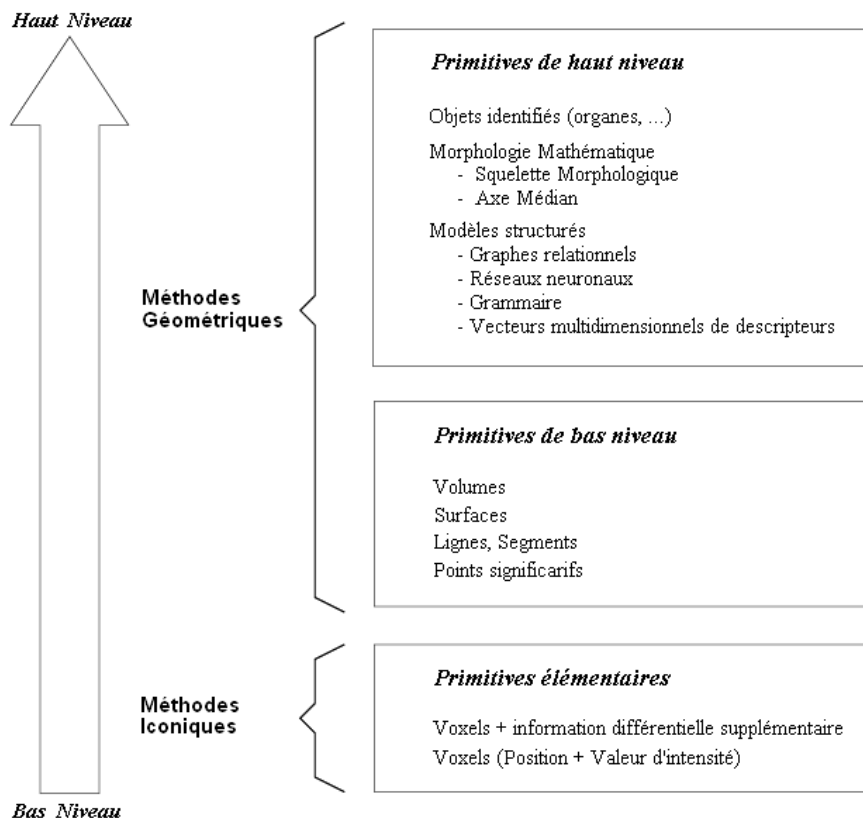 Haut Niveau
Primitives de haut niveau
Objets identifiés (organes, ...)
Morphologie Mathématique
- Squelette Morphologique
- Axe Médian
Modèles structurés
- Graphes relationnels
- Réseaux neuronaux
- Grammaire
- Vecteurs multidimensionnels de descripteurs
Méthodes
Géométriques
Primitives de bas niveau
Volumes
Surfaces
Lignes, Segments
Points significarifs
Méthodes
Iconiques
Primitives élémentaires
Voxels + information différentielle supplémentaire
Voxels (Position + Valeur d'intensité)
Bas Niveau